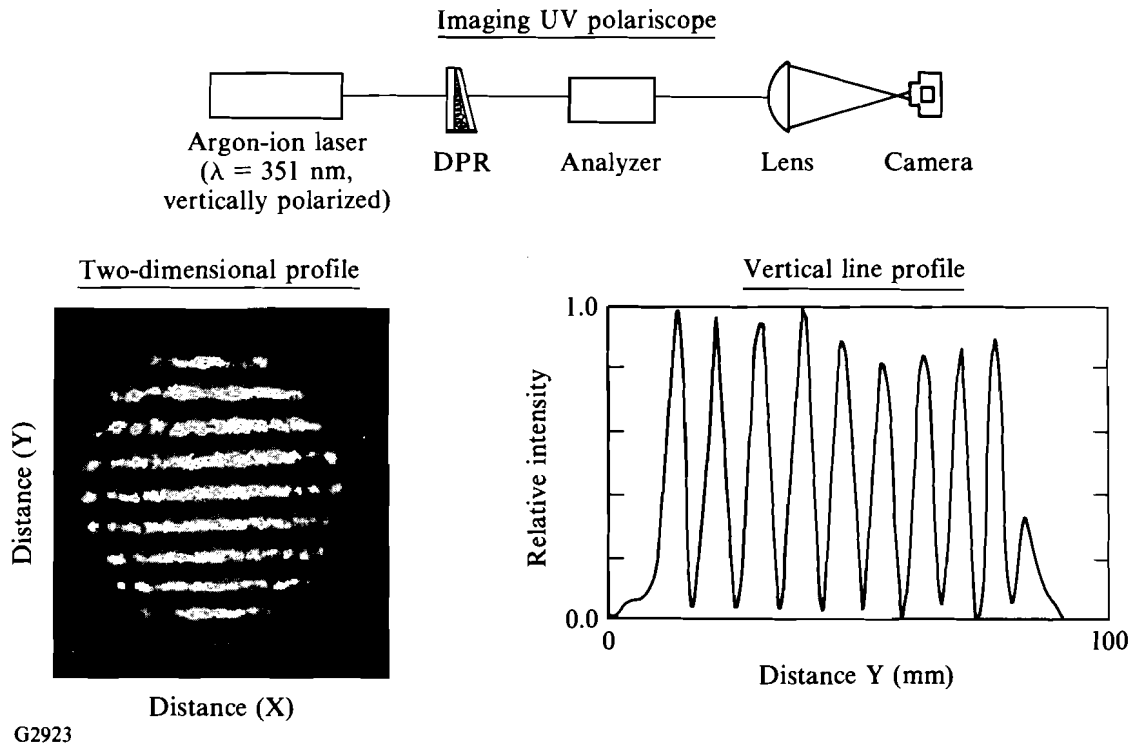 Imaging UV polariscope
Argon-ion laser
(λ = 351 nm,
vertically polarized)
DPR
Analyzer
Lens
Camera
Two-dimensional profile
Distance (Y)
Distance (X)
Vertical line profile
Relative intensity
1.0
0.0
0
100
Distance Y (mm)
G2923